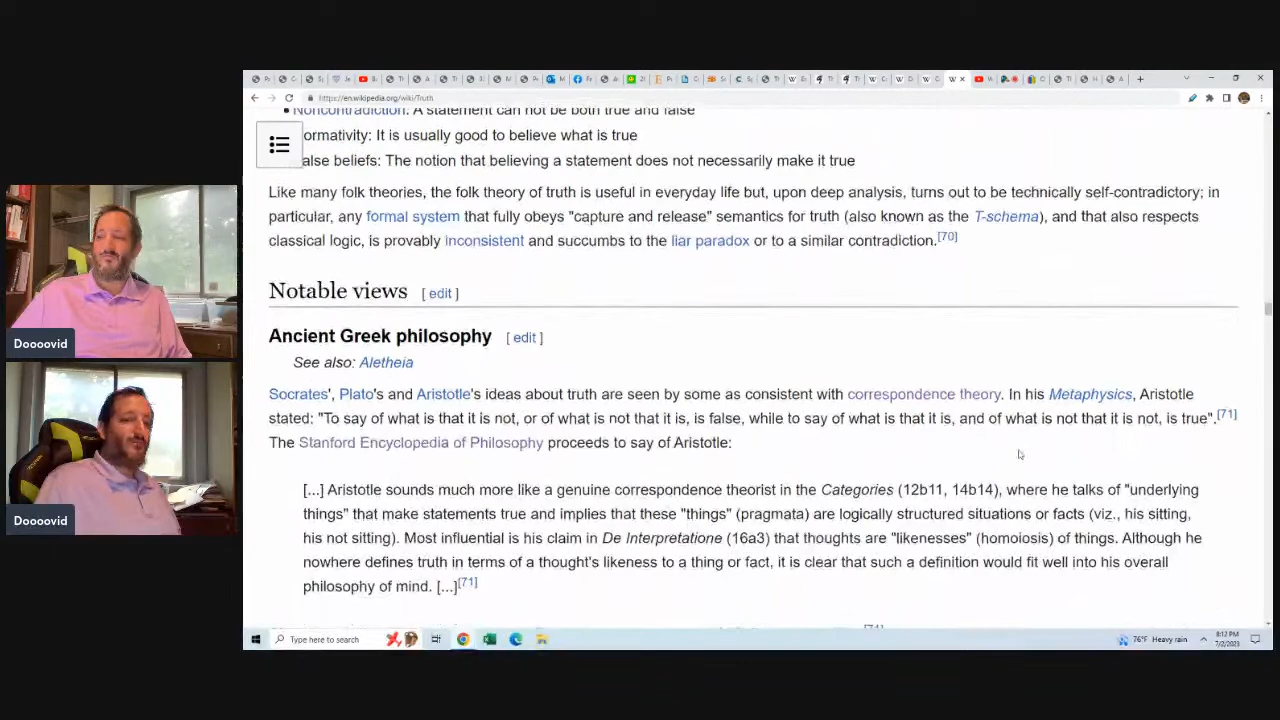 https://en.wikipedia.org/wiki/Truth
Noncontradiction: A statement can not be both true and false
ormativity: It is usually good to believe what is true
alse beliefs: The notion that believing a statement does not necessarily make it true
Like many folk theories, the folk theory of truth is useful in everyday life but, upon deep analysis, turns out to be technically self-contradictory; in
particular, any formal system that fully obeys "capture and release" semantics for truth (also known as the T-schema), and that also respects
classical logic, is provably inconsistent and succumbs to the liar paradox or to a similar contradiction.[70]
Notable views [ edit ]
Ancient Greek philosophy [ edit ]
See also: Aletheia
Socrates', Plato's and Aristotle's ideas about truth are seen by some as consistent with correspondence theory. In his Metaphysics, Aristotle
stated: "To say of what is that it is not, or of what is not that it is, is false, while to say of what is that it is, and of what is not that it is not, is true".[71]
The Stanford Encyclopedia of Philosophy proceeds to say of Aristotle:
[...] Aristotle sounds much more like a genuine correspondence theorist in the Categories (12b11, 14b14), where he talks of "underlying
things" that make statements true and implies that these "things" (pragmata) are logically structured situations or facts (viz., his sitting,
his not sitting). Most influential is his claim in De Interpretatione (16a3) that thoughts are "likenesses" (homoiosis) of things. Although he
nowhere defines truth in terms of a thought's likeness to a thing or fact, it is clear that such a definition would fit well into his overall
philosophy of mind. [...][71]
Type here to search
76°F Heavy rain
8:12 PM
7/2/2023
Doooovid
Doooovid